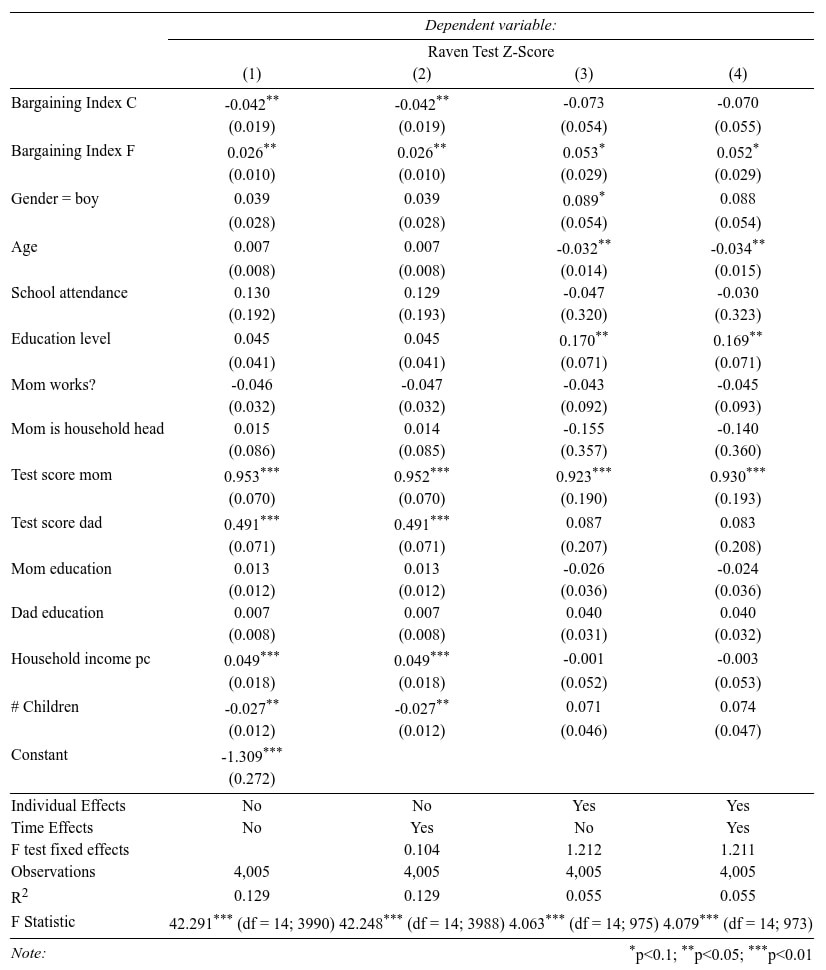 Dependent variable:
Raven Test Z-Score
(1) (2) (3) (4)
Bargaining Index C -0.042** -0.042** -0.073 -0.070
(0.019) (0.019) (0.054) (0.055)
Bargaining Index F 0.026** 0.026** 0.053* 0.052*
(0.010) (0.010) (0.029) (0.029)
Gender = boy 0.039 0.039 0.089* 0.088
(0.028) (0.028) (0.054) (0.054)
Age 0.007 0.007 -0.032** -0.034**
(0.008) (0.008) (0.014) (0.015)
School attendance 0.130 0.129 -0.047 -0.030
(0.192) (0.193) (0.320) (0.323)
Education level 0.045 0.045 0.170** 0.169**
(0.041) (0.041) (0.071) (0.071)
Mom works? -0.046 -0.047 -0.043 -0.045
(0.032) (0.032) (0.092) (0.093)
Mom is household head 0.015 0.014 -0.155 -0.140
(0.086) (0.085) (0.357) (0.360)
Test score mom 0.953*** 0.952*** 0.923*** 0.930***
(0.070) (0.070) (0.190) (0.193)
Test score dad 0.491*** 0.491*** 0.087 0.083
(0.071) (0.071) (0.207) (0.208)
Mom education 0.013 0.013 -0.026 -0.024
(0.012) (0.012) (0.036) (0.036)
Dad education 0.007 0.007 0.040 0.040
(0.008) (0.008) (0.031) (0.032)
Household income pc 0.049*** 0.049*** -0.001 -0.003
(0.018) (0.018) (0.052) (0.053)
# Children -0.027** -0.027** 0.071 0.074
(0.012) (0.012) (0.046) (0.047)
Constant -1.309***
(0.272)
Individual Effects No No Yes Yes
Time Effects No Yes No Yes
F test fixed effects 0.104 1.212 1.211
Observations 4,005 4,005 4,005 4,005
R2 0.129 0.129 0.055 0.055
F Statistic 42.291*** (df = 14; 3990) 42.248*** (df = 14; 3988) 4.063*** (df = 14; 975) 4.079*** (df = 14; 973)
Note: *p<0.1; **p<0.05; ***p<0.01